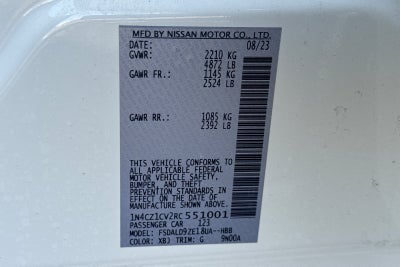 MFD BY NISSAN MOTOR CO., LTD.
DATE: 08/23
GVWR: 2210 KG
4872 LB
GAWR FR.: 1145 KG
2524 LB
GAWR RR.: 1085 KG
2392 LB
THIS VEHICLE CONFORMS TO
ALL APPLICABLE FEDERAL
MOTOR VEHICLE SAFETY,
BUMPER, AND THEFT
PREVENTION STANDARDS IN
EFFECT ON THE DATE OF
MANUFACTURE SHOWN ABOVE.
1N4CZ1CV2RC551001
PASSENGER CAR 123
MODEL: FSDALD9ZE18UA--HBB
COLOR: XBJ TRIM: G 9N00A